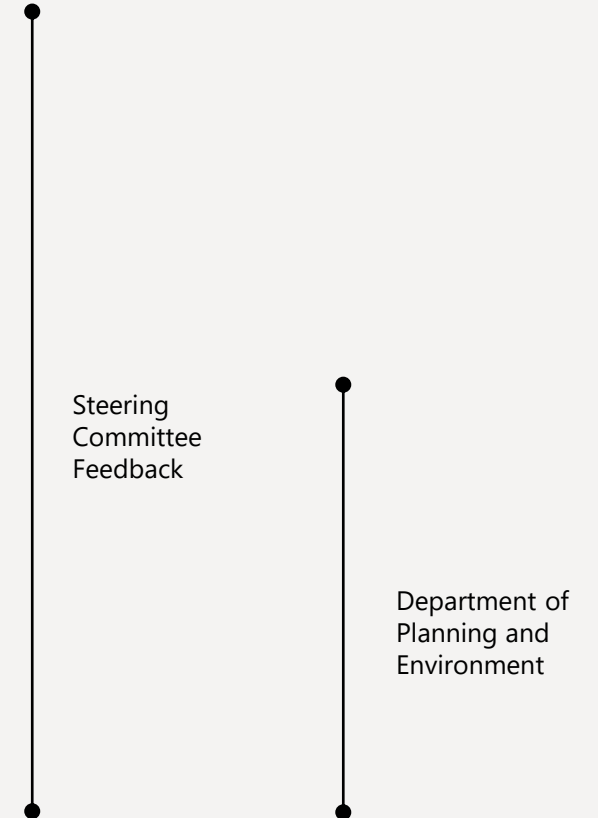 Steering
Committee
Feedback
Department of
Planning and
Environment